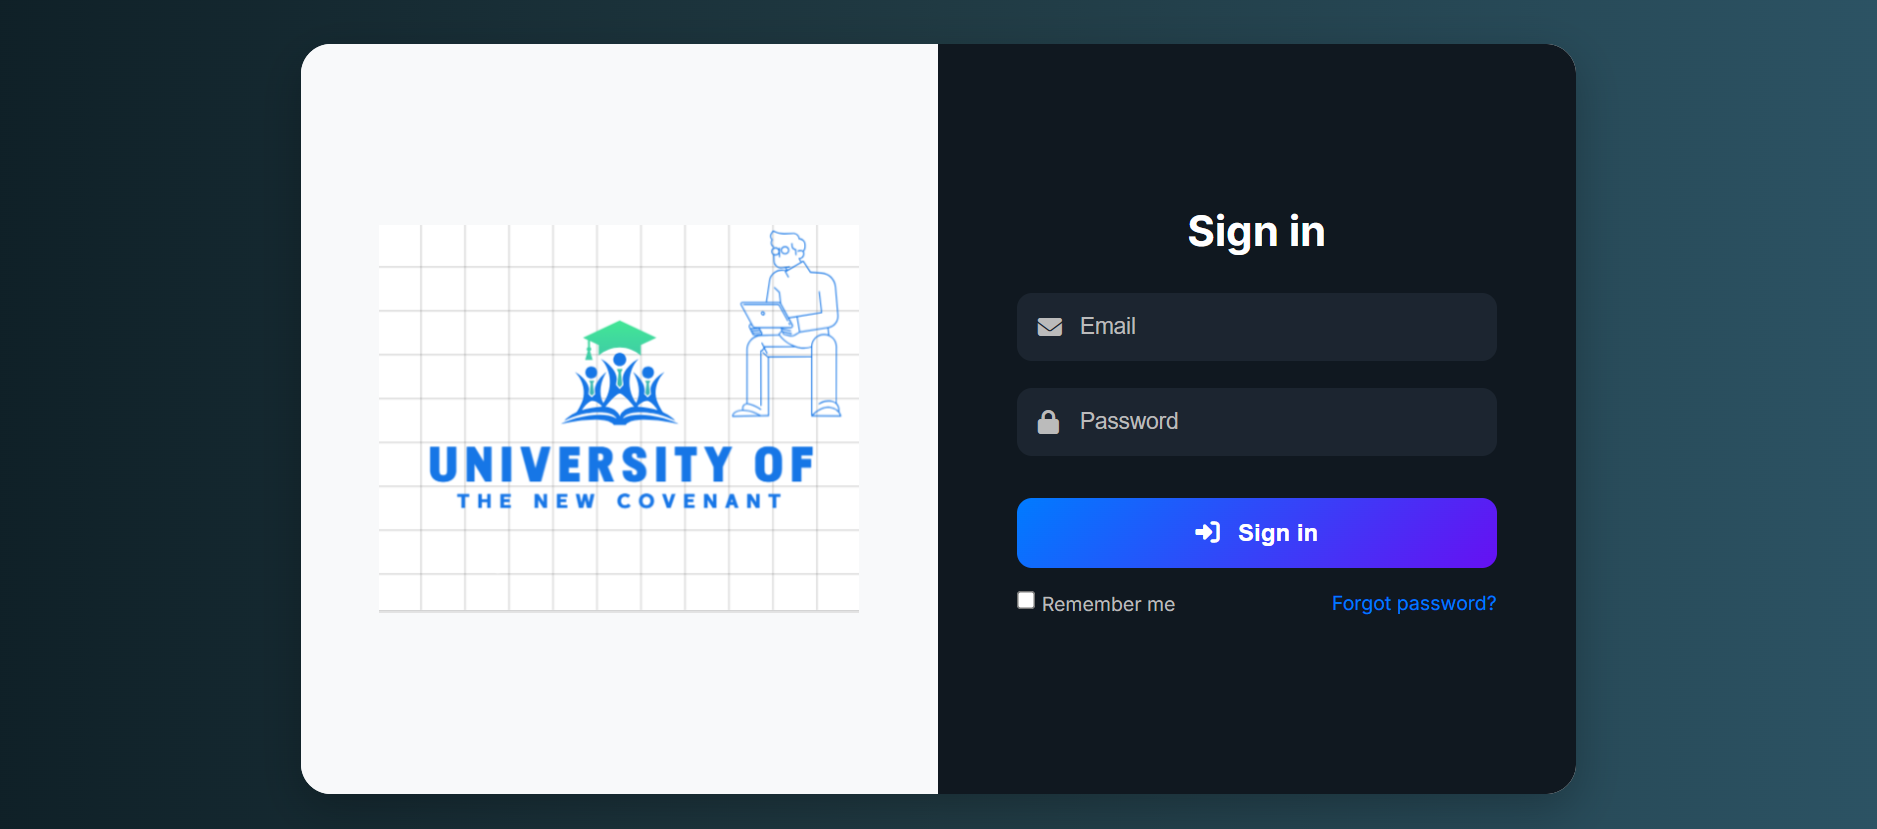 UNIVERSITY OF
THE NEW COVENANT
Sign in
Email
Password
Sign in
Remember me
Forgot password?